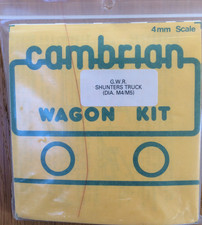 4mm Scale
cambrian
G.W.R.
SHUNTERS TRUCK
(DIA. M4/M5)
WAGON KIT